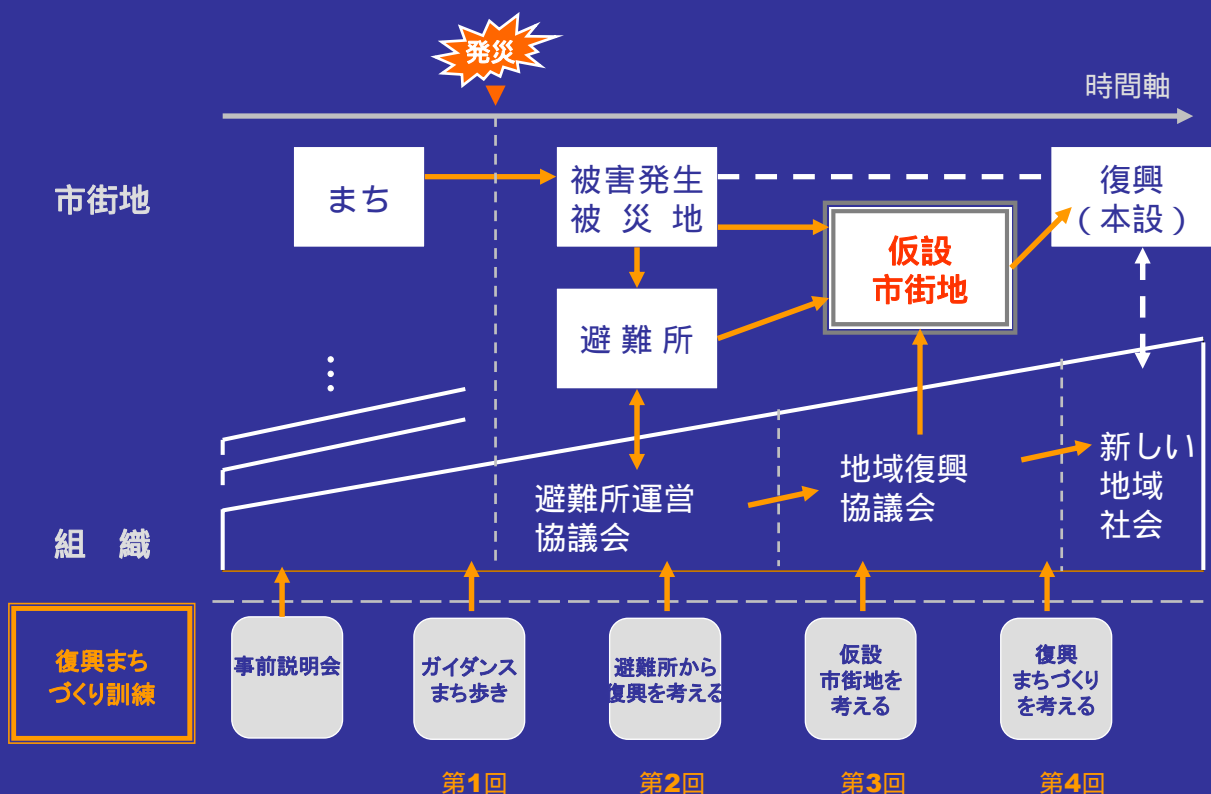 発災
時間軸
市街地
まち
被害発生
被 災 地
復興
（本設）
仮設
市街地
避 難 所
⋮
組　織
避難所運営
協議会
地域復興
協議会
新しい
地域
社会
復興まち
づくり訓練
事前説明会
ガイダンス
まち歩き
避難所から
復興を考える
仮設
市街地を
考える
復興
まちづくり
を考える
第1回
第2回
第3回
第4回